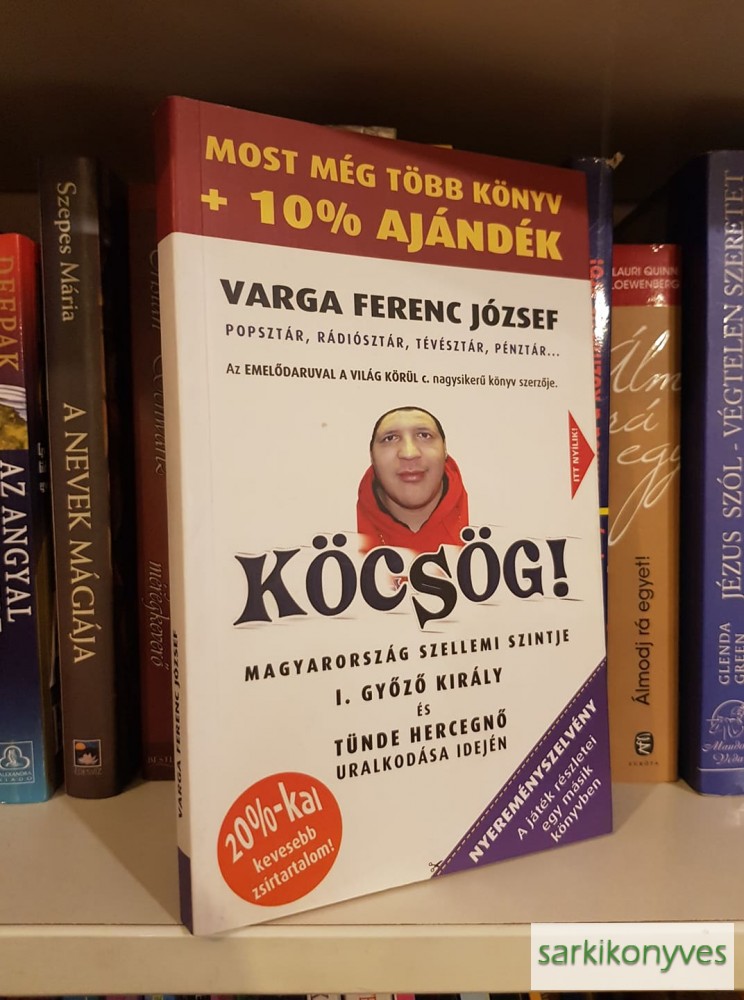 MOST MÉG TÖBB KÖNYV
+ 10% AJÁNDÉK
VARGA FERENC JÓZSEF
POPSZTÁR, RÁDIÓSZTÁR, TÉVÉSZTÁR, PÉNZTÁR...
Az EMELŐDARUVAL A VILÁG KÖRÜL c. nagysikerű könyv szerzője.
ITT NYÍLIK!
KÖCSÖG!
MAGYARORSZÁG SZELLEMI SZINTJE
I. GYŐZŐ KIRÁLY
ÉS
TÜNDE HERCEGNŐ
URALKODÁSA IDEJÉN
20%-kal
kevesebb
zsírtartalom!
NYEREMÉNYSZELVÉNY
A játék részletei
egy másik
könyvben
VARGA FERENC JÓZSEF
DEEPAK
AZ ANGYAL
Szepes Mária
A NEVEK MÁGIÁJA
méregkeverő
LAURI QUINN
LOEWENBERG
Álmodj rá egyet!
EURÓPA
JÉZUS SZÓL - VÉGTELEN SZERETET
GLENDA
GREEN
sarkikonyves